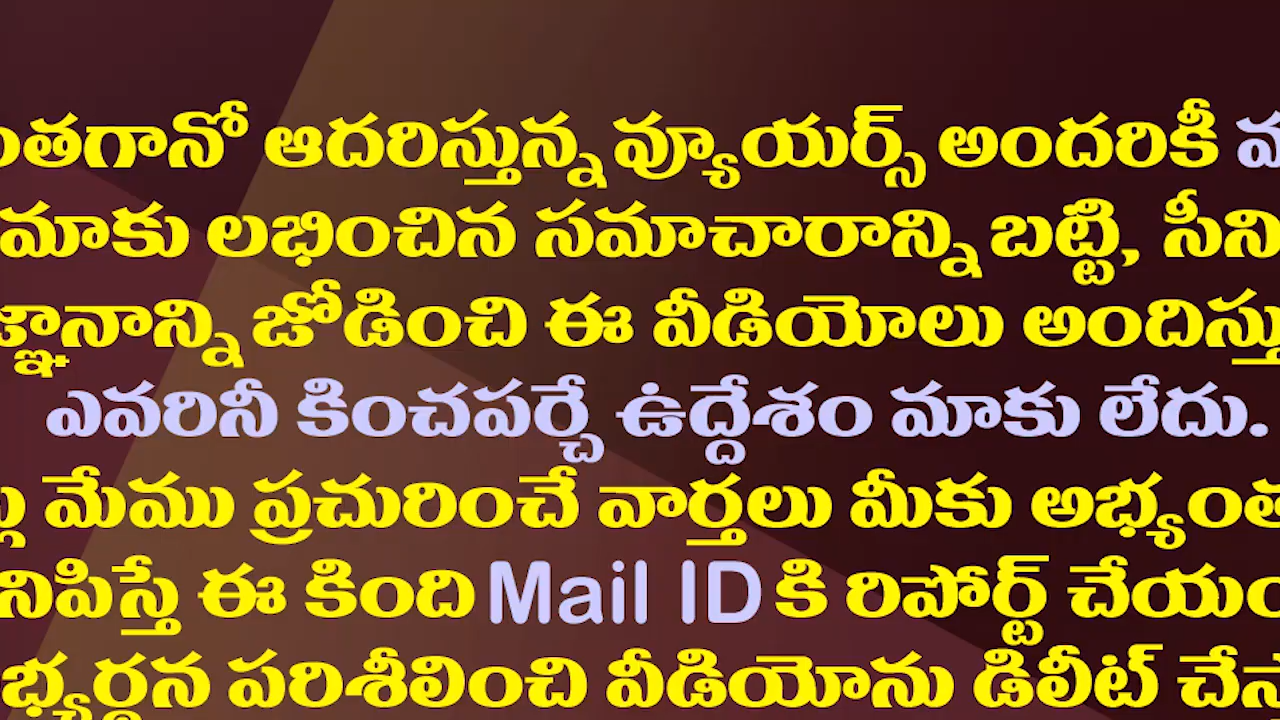 ఆదరిస్తున్న వ్యూయర్స్ అందరికీ
మాకు లభించిన సమాచారాన్ని బట్టి,
జోడించి ఈ వీడియోలు
ఎవరినీ కించపర్చే ఉద్దేశం మాకు లేదు.
మేము ప్రచురించే వార్తలు మీకు
ఈ కింది Mail ID కి రిపోర్ట్
పరిశీలించి వీడియోను డిలీట్